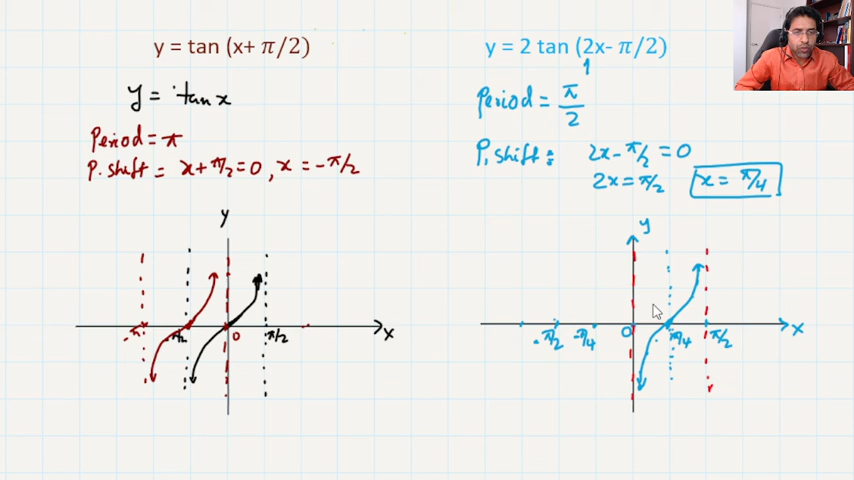 y = tan (x+ π/2)
y = tan x
Period = π
P. shift = x + π/2 = 0, x = -π/2
y
-π
-π/2
0
π/2
x
y = 2 tan (2x- π/2)
Period = π/2
P. shift: 2x - π/2 = 0
2x = π/2 x = π/4
y
-π/2
-π/4
0
π/4
π/2
x